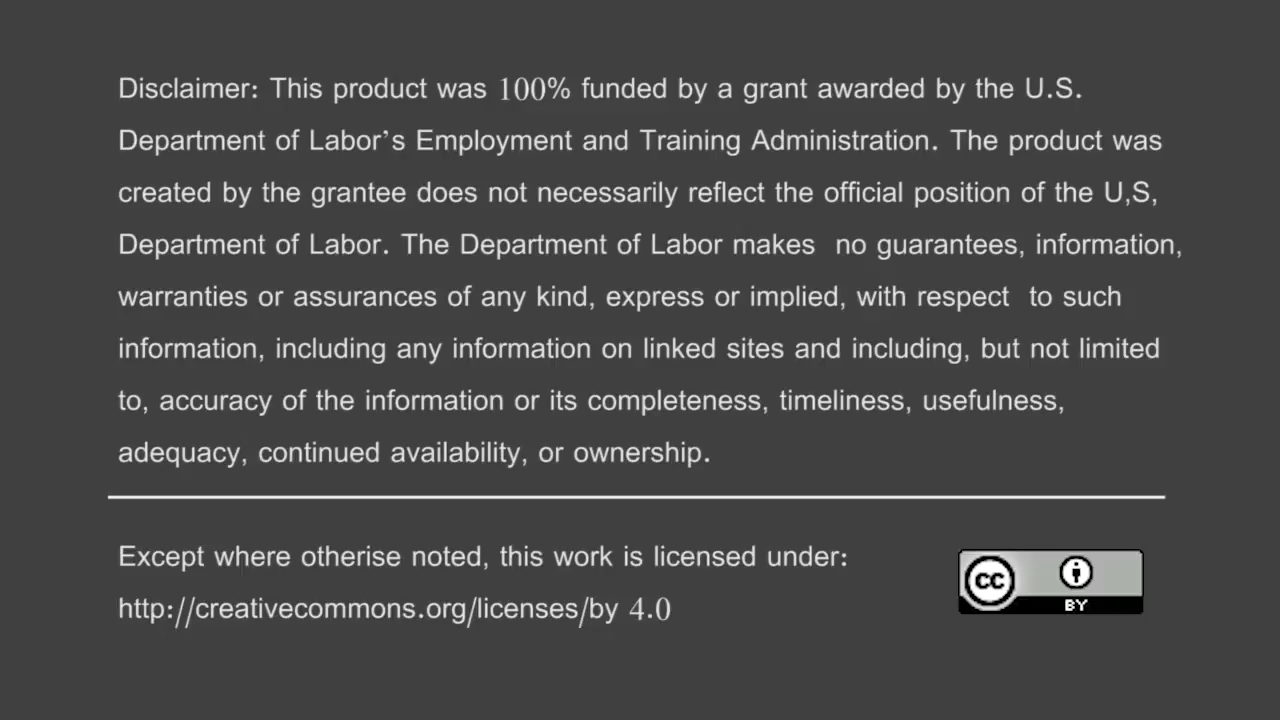 Disclaimer: This product was 100% funded by a grant awarded by the U.S.
Department of Labor’s Employment and Training Administration. The product was
created by the grantee does not necessarily reflect the official position of the U,S,
Department of Labor. The Department of Labor makes  no guarantees, information,
warranties or assurances of any kind, express or implied, with respect  to such
information, including any information on linked sites and including, but not limited
to, accuracy of the information or its completeness, timeliness, usefulness,
adequacy, continued availability, or ownership.
Except where otherise noted, this work is licensed under:
http://creativecommons.org/licenses/by 4.0
CC
BY